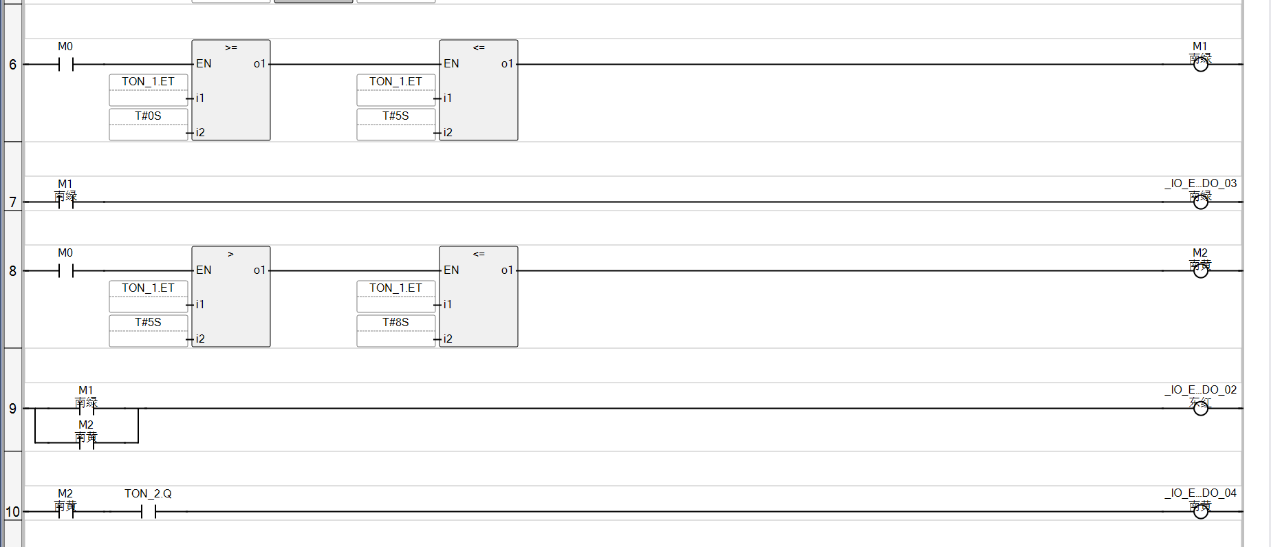 M0
>=
<=
M1
南绿
6
EN
o1
EN
o1
TON_1.ET
i1
TON_1.ET
i1
T#0S
i2
T#5S
i2
M1
南绿
_IO_E...DO_03
南绿
7
M0
>
<=
M2
南黄
8
EN
o1
EN
o1
TON_1.ET
i1
TON_1.ET
i1
T#5S
i2
T#8S
i2
M1
南绿
_IO_E...DO_02
东红
9
M2
南黄
M2
南黄
TON_2.Q
_IO_E...DO_04
南黄
10